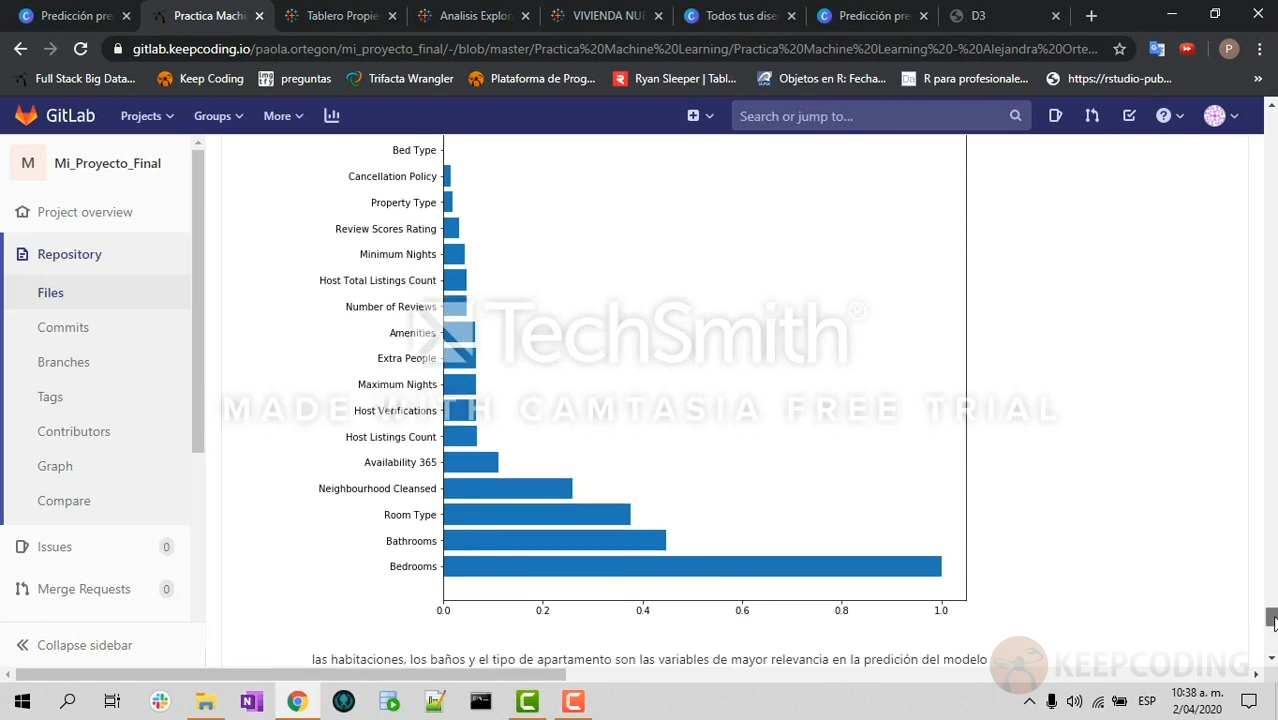 Predicción pre
Practica Machi
Tablero Propie
Analisis Explor
VIVIENDA NUE
Todos tus dise
Predicción pre
D3
gitlab.keepcoding.io/paola.ortegon/mi_proyecto_final/-/blob/master/Practica%20Machine%20Learning/Practica%20Machine%20Learning%20-%20Alejandra%20Orte...
P
Full Stack Big Data...
Keep Coding
preguntas
Trifacta Wrangler
Plataforma de Prog...
Ryan Sleeper | Tabl...
Objetos en R: Fecha...
R para profesionale...
https://rstudio-pub...
GitLab
Projects
Groups
More
Search or jump to...
M
Mi_Proyecto_Final
Project overview
Repository
Files
Commits
Branches
Tags
Contributors
Graph
Compare
Issues 0
Merge Requests 0
Collapse sidebar
Bed Type
Cancellation Policy
Property Type
Review Scores Rating
Minimum Nights
Host Total Listings Count
Number of Reviews
Amenities
Extra People
Maximum Nights
Host Verifications
Host Listings Count
Availability 365
Neighbourhood Cleansed
Room Type
Bathrooms
Bedrooms
0.0 0.2 0.4 0.6 0.8 1.0
TechSmith®
MADE WITH CAMTASIA FREE TRIAL
las habitaciones, los baños y el tipo de apartamento son las variables de mayor relevancia en la predición del modelo
KEEPCODING
ESP
0:38 a. m.
2/04/2020